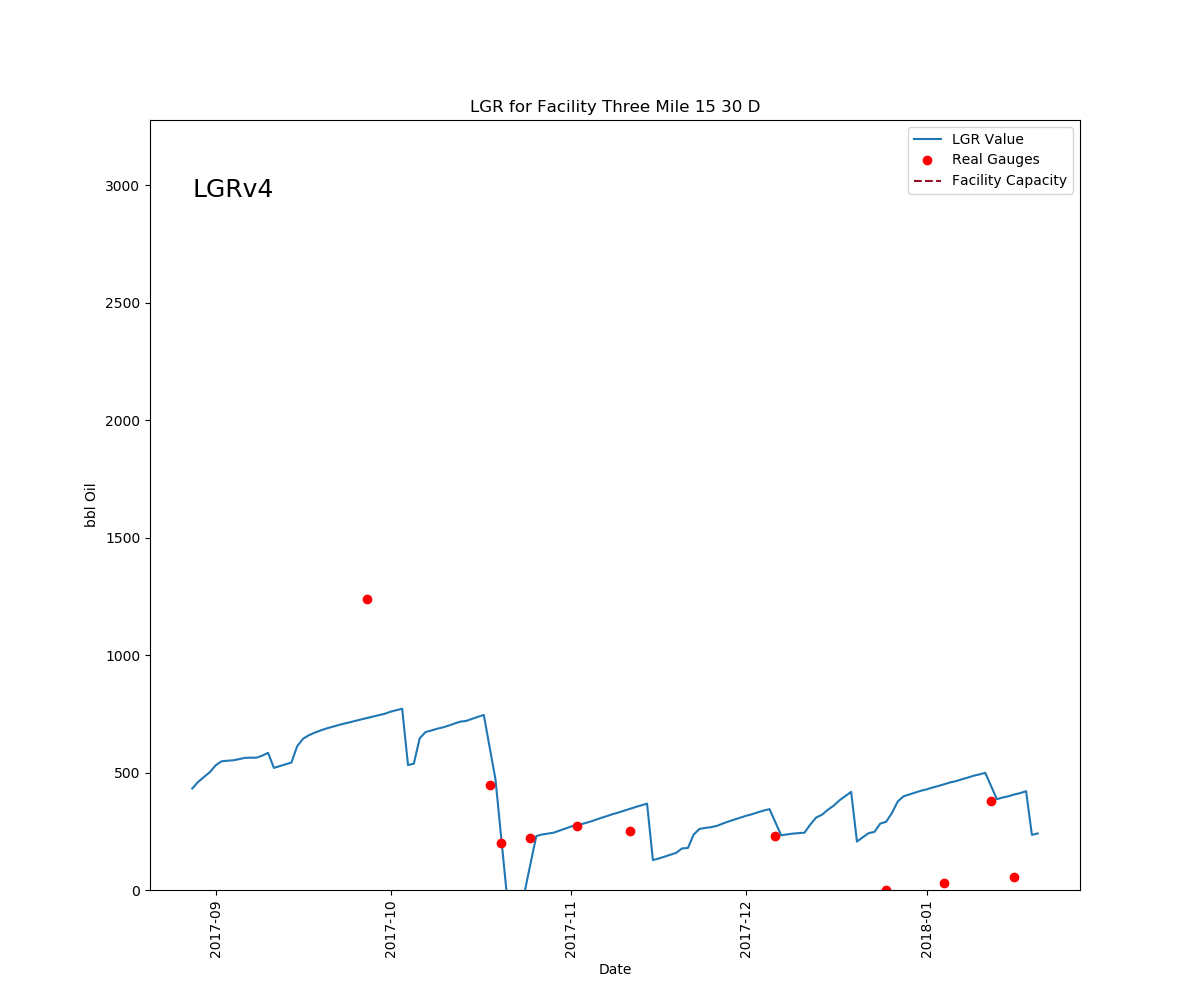 LGR for Facility Three Mile 15 30 D
LGR Value
Real Gauges
Facility Capacity
LGRv4
3000
2500
2000
1500
1000
500
0
bbl Oil
2017-09
2017-10
2017-11
2017-12
2018-01
Date